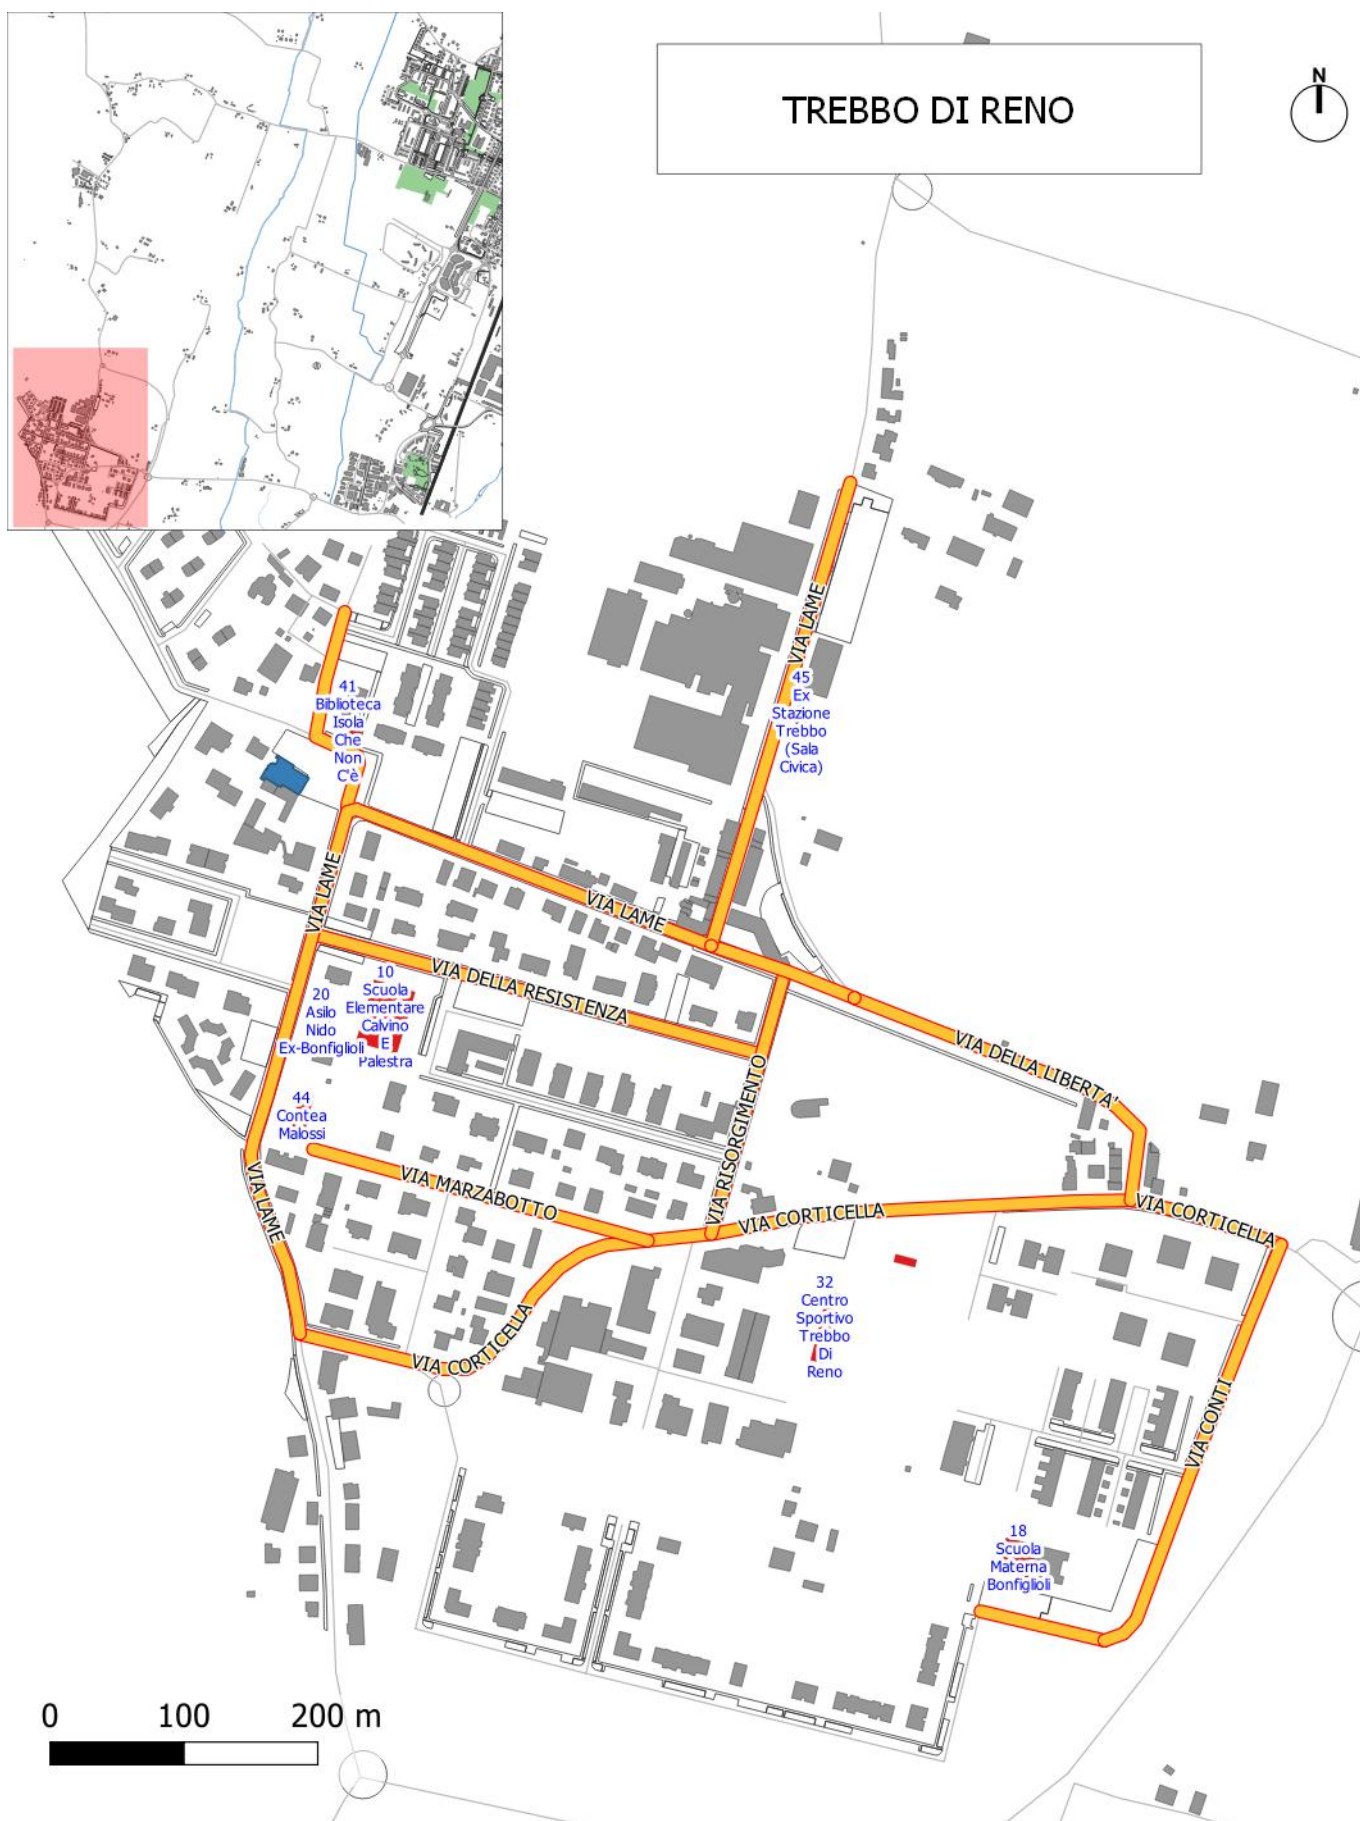 TREBBO DI RENO
N
VIA LAME
45
Ex
Stazione
Trebbo
(Sala
Civica)
41
Biblioteca
Isola
Che
Non
C'è
VIA LAME
VIA LAME
VIA DELLA RESISTENZA
10
Scuola
Elementare
Calvino
E
Palestra
20
Asilo
Nido
Ex-Bonfiglioli
VIA DELLA LIBERTA'
VIA RISORGIMENTO
44
Contea
Malossi
VIA MARZABOTTO
VIA LAME
VIA CORTICELLA
VIA CORTICELLA
32
Centro
Sportivo
Trebbo
Di
Reno
VIA CORTICELLA
VIA CONTI
18
Scuola
Materna
Bonfiglioli
0 100 200 m